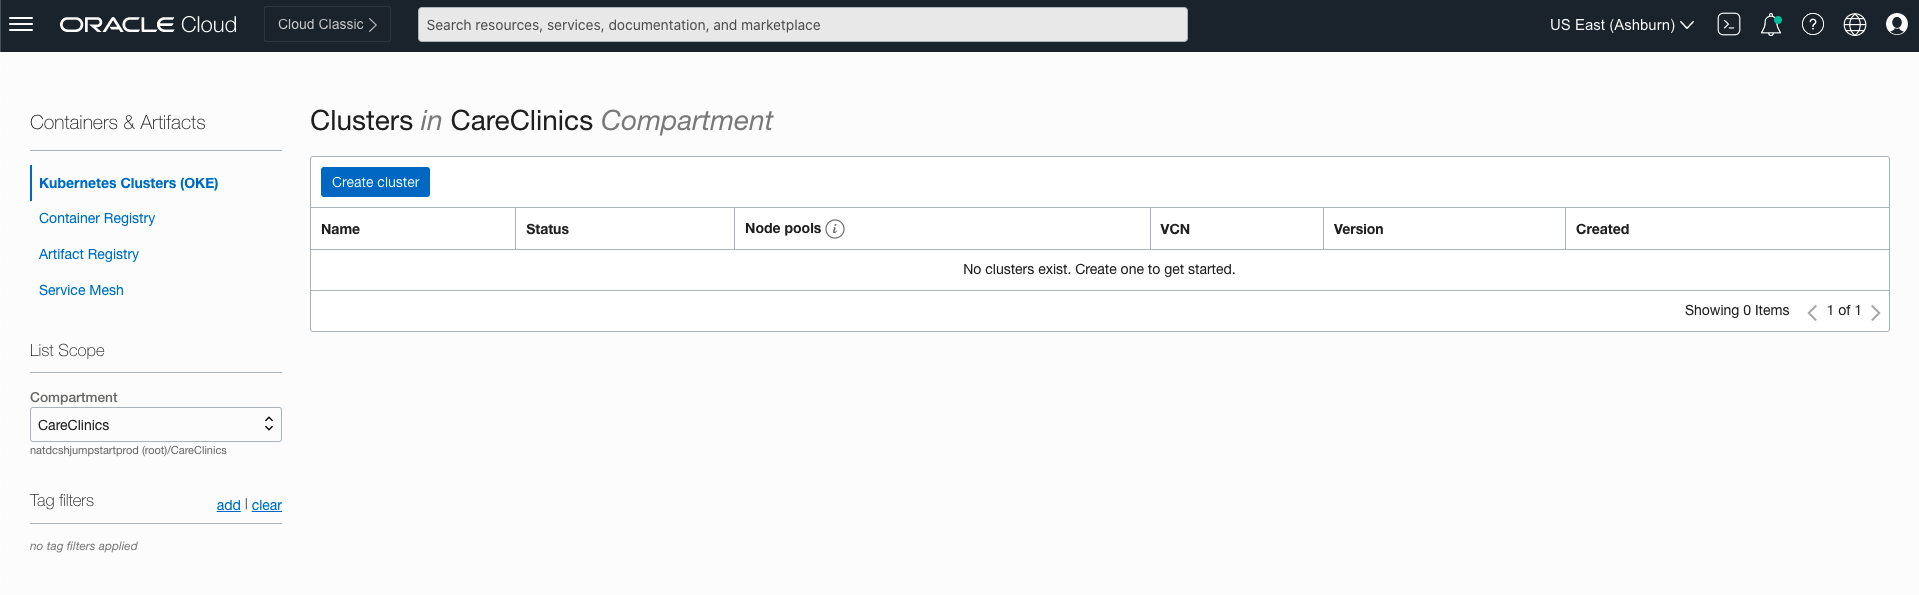 ORACLE Cloud
Cloud Classic
Search resources, services, documentation, and marketplace
US East (Ashburn)
Containers & Artifacts
Kubernetes Clusters (OKE)
Container Registry
Artifact Registry
Service Mesh
List Scope
Compartment
CareClinics
natdcshjumpstartprod (root)/CareClinics
Tag filters
add | clear
no tag filters applied
Clusters in CareClinics Compartment
Create cluster
Name Status Node pools i VCN Version Created
No clusters exist. Create one to get started.
Showing 0 Items 1 of 1